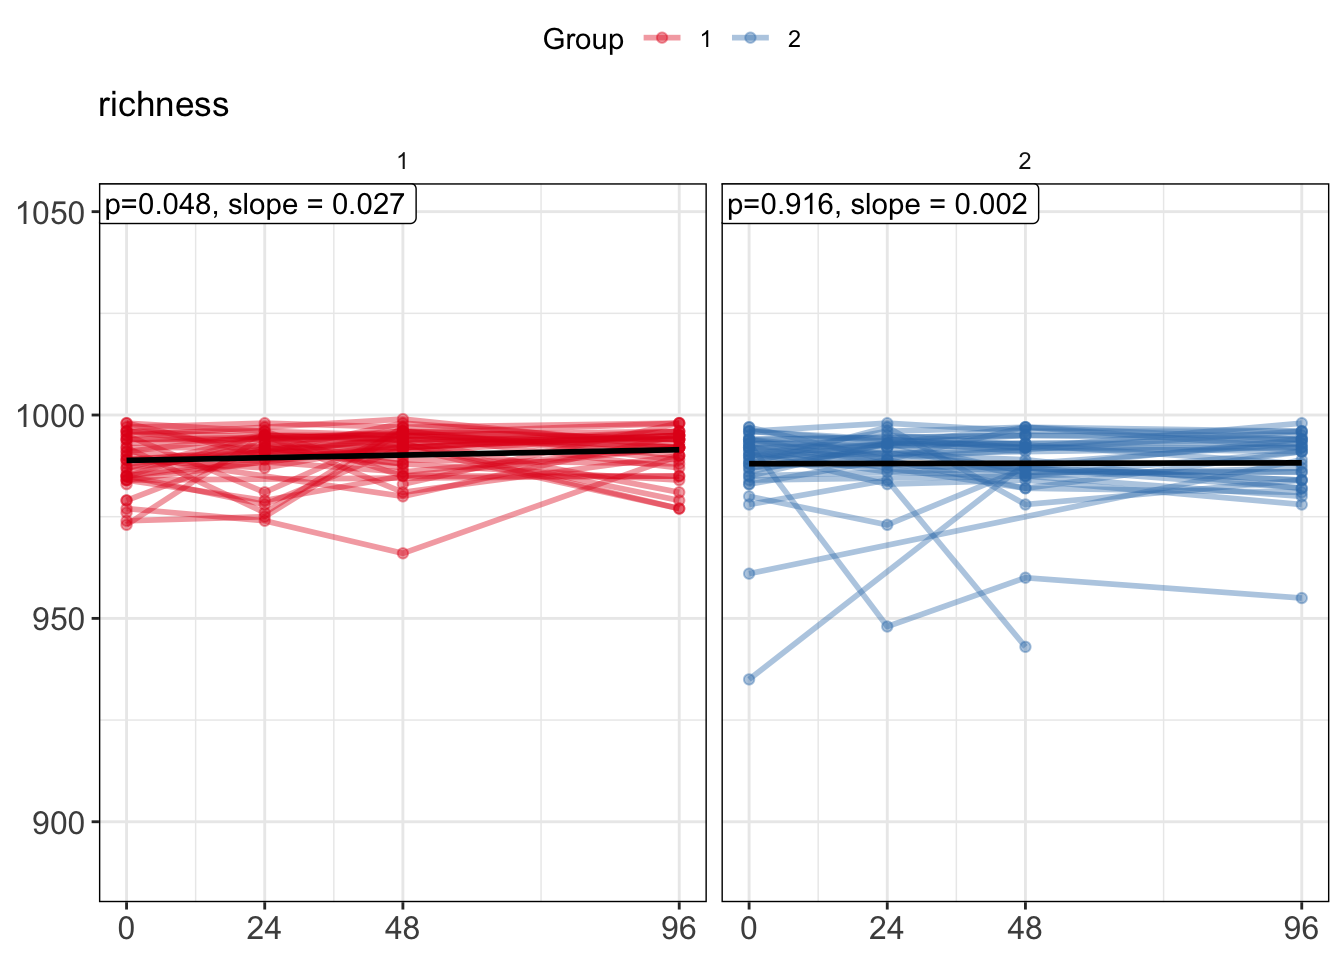 Group 1 2
richness
1 2
p=0.048, slope = 0.027 p=0.916, slope = 0.002
1050
1000
950
900
0 24 48 96 0 24 48 96